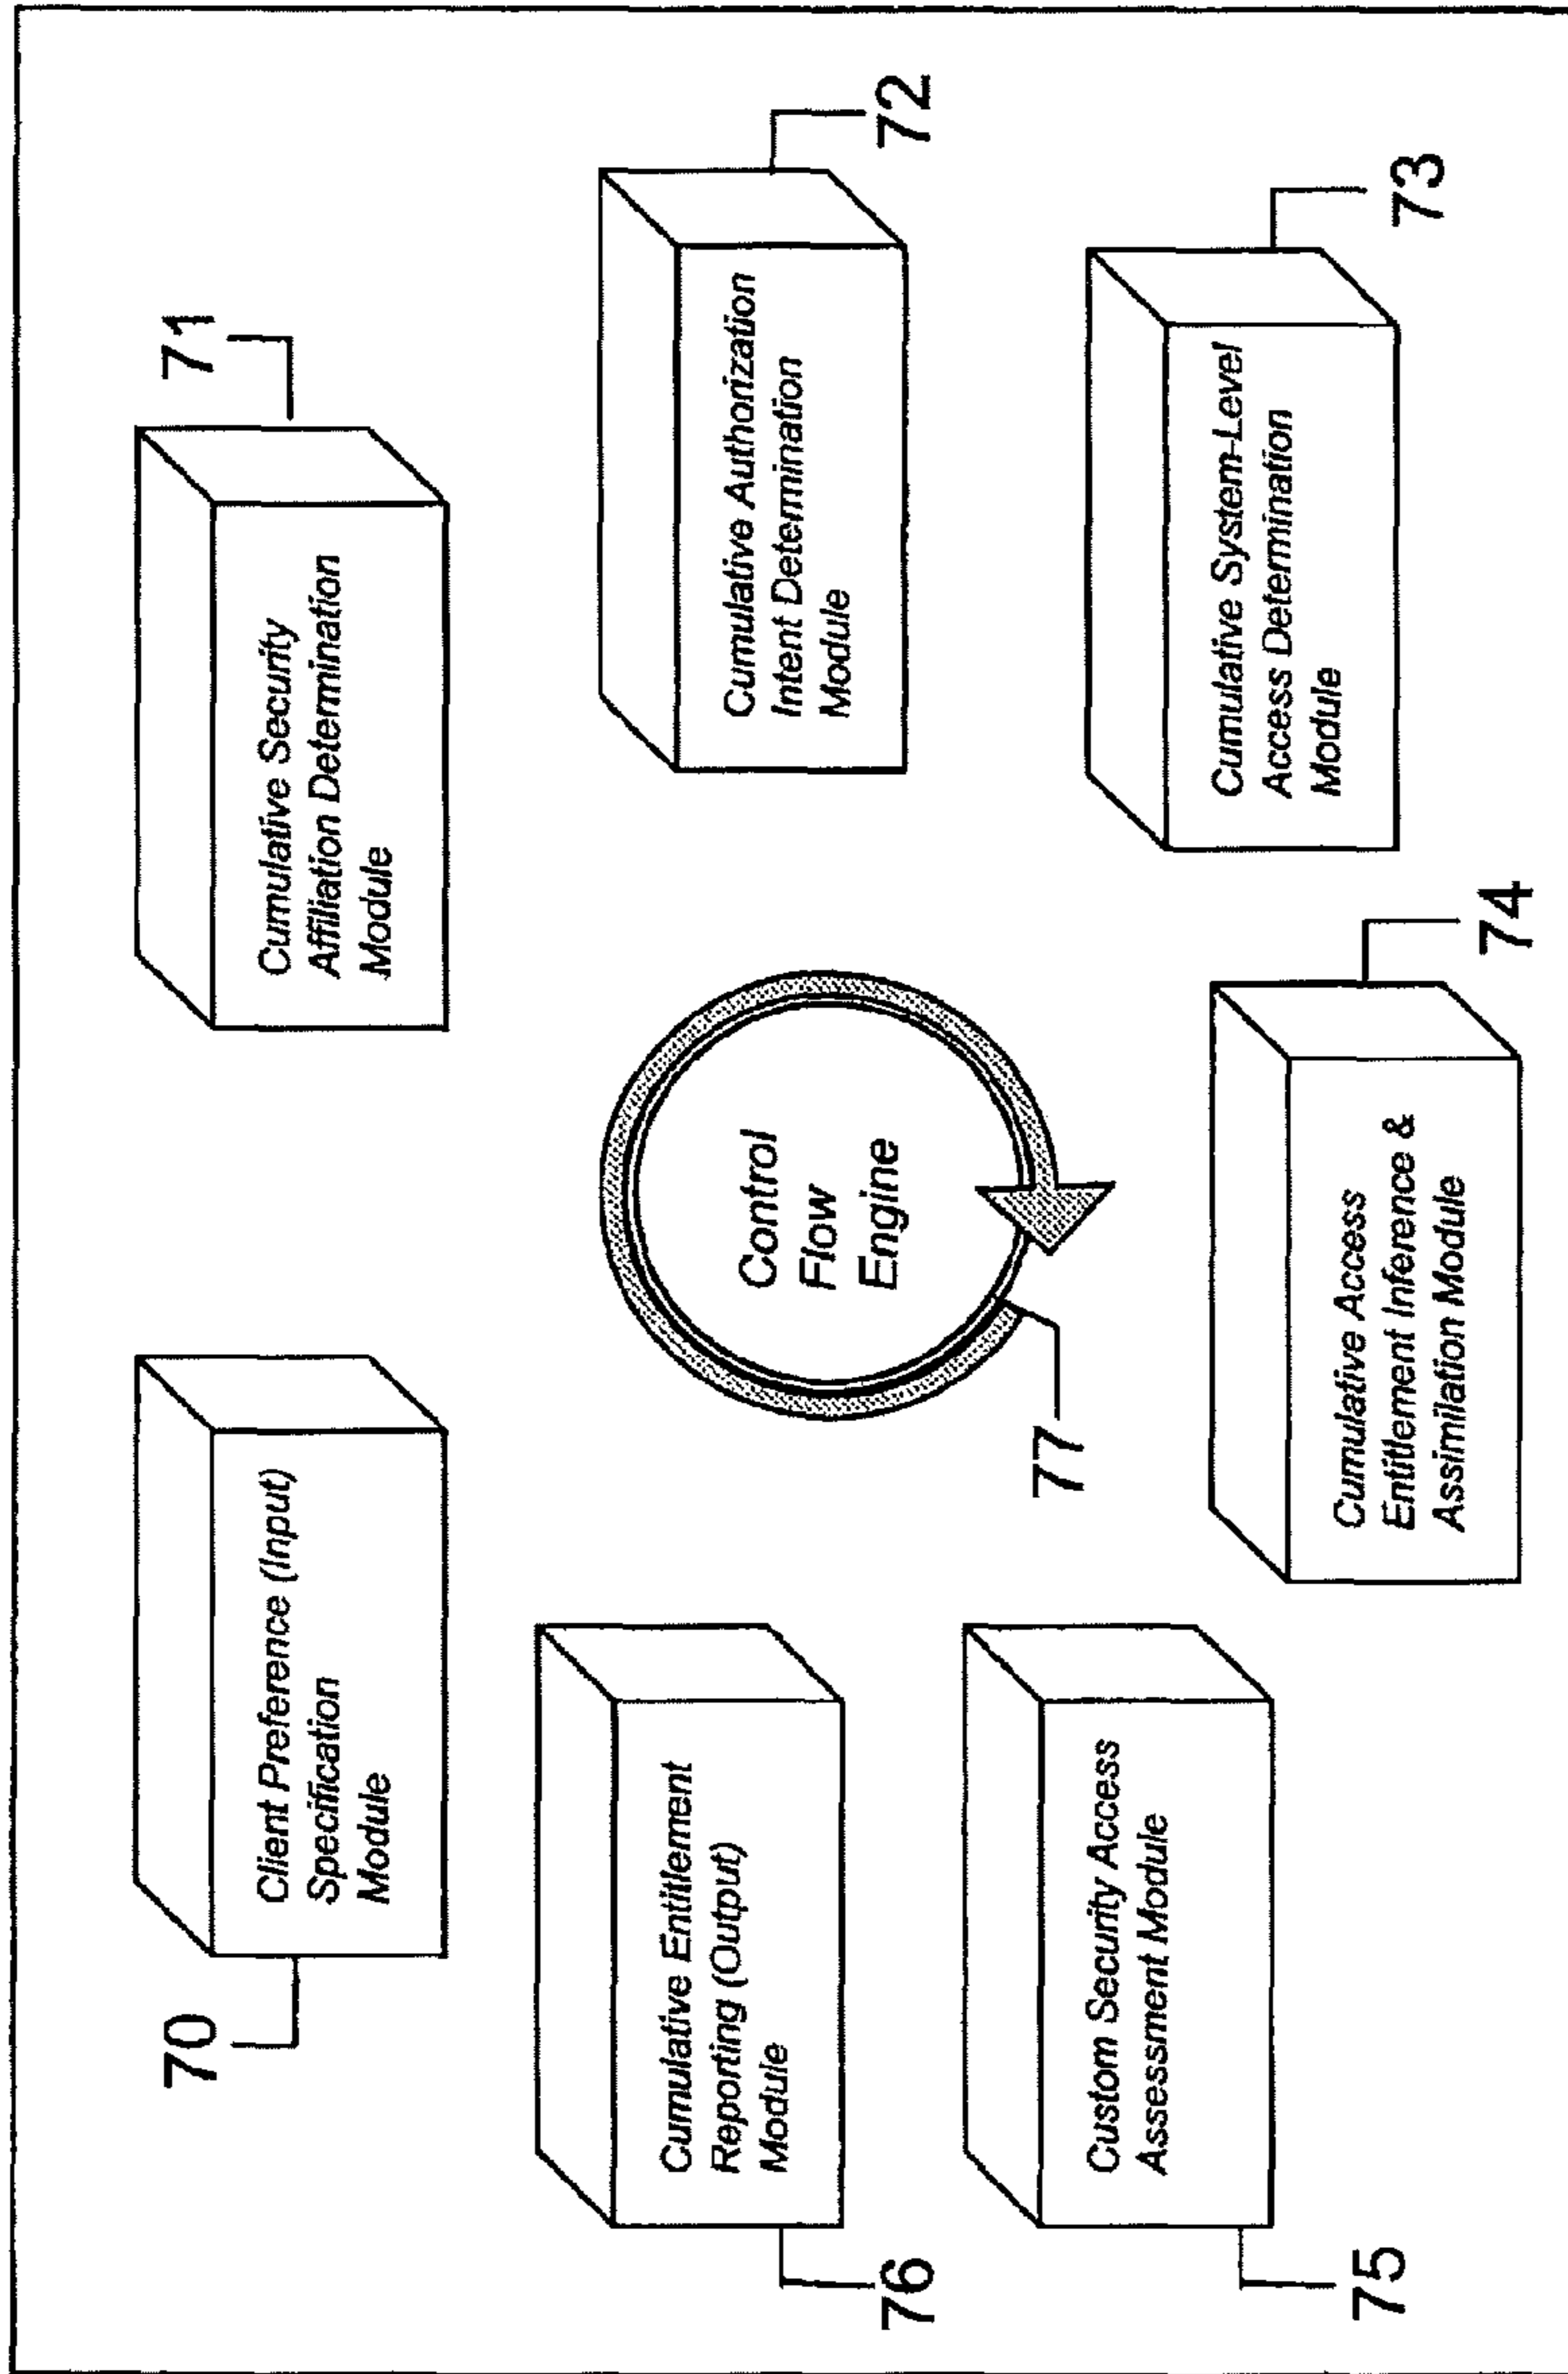 70
Client Preference (Input)
Specification
Module
71
Cumulative Security
Affiliation Determination
Module
72
Cumulative Authorization
Intent Determination
Module
73
Cumulative System-Level
Access Determination
Module
74
Cumulative Access
Entitlement Inference &
Assimilation Module
75
Custom Security Access
Assessment Module
76
Cumulative Entitlement
Reporting (Output)
Module
77
Control
Flow
Engine